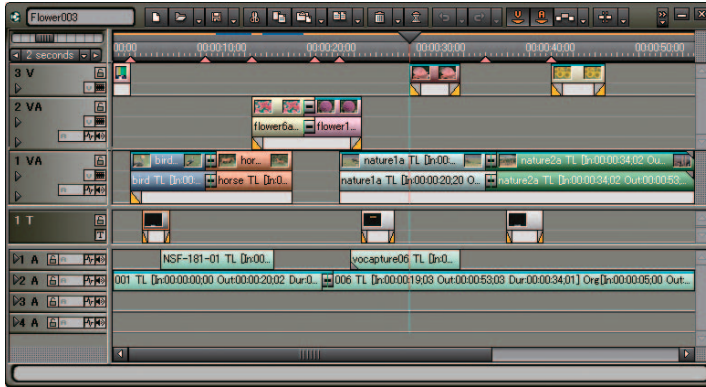 Flower003
2 seconds
00:00
00:00:10;00
00:00:20;00
00:00:30;00
00:00:40;00
00:00:50;00
3 V
2 VA
flower6a...
flower1...
1 VA
bird...
hor...
nature1a TL [In:00:...
nature2a TL [In:00:00:34;02 Ou...
bird TL [In:00...
horse TL [In:0...
nature1a TL [In:00:00:20;20 O...
nature2a TL [In:00:00:34;02 Out:00:00:53;...
1 T
T
1 A
NSF-181-01 TL [In:00...
vocapture06 TL [In:0...
2 A
001 TL [In:00:00:00;00 Out:00:00:20;02 Dur:0...
006 TL [In:00:00:19;03 Out:00:00:53;03 Dur:00:00:34;01] Org[In:00:00:05;00 Out:...
3 A
4 A